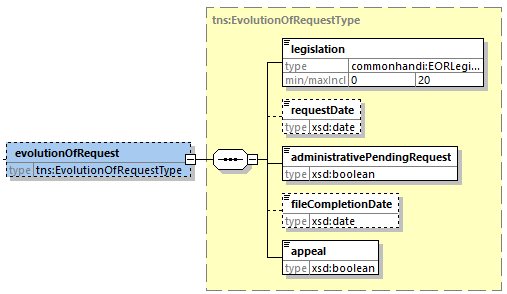 tns:EvolutionOfRequestType
legislation
type commonhandi:EORLegi...
min/maxIncl 0 20
requestDate
type xsd:date
evolutionOfRequest
type tns:EvolutionOfRequestType
administrativePendingRequest
type xsd:boolean
fileCompletionDate
type xsd:date
appeal
type xsd:boolean